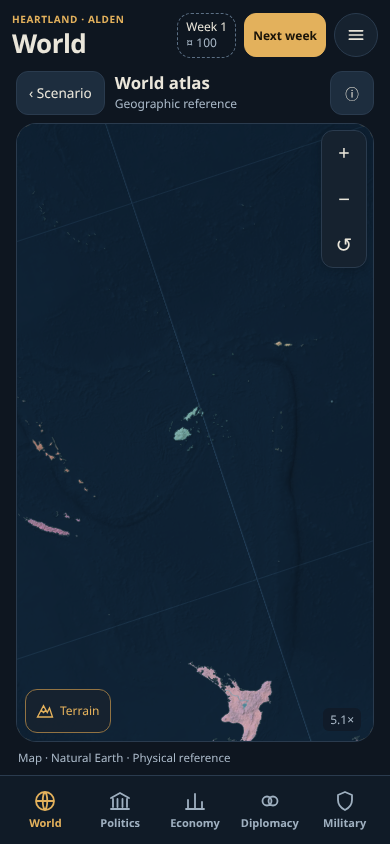 HEARTLAND · ALDEN
World
Week 1
¤ 100
Next week
‹ Scenario
World atlas
Geographic reference
Terrain
5.1×
Map · Natural Earth · Physical reference
World
Politics
Economy
Diplomacy
Military